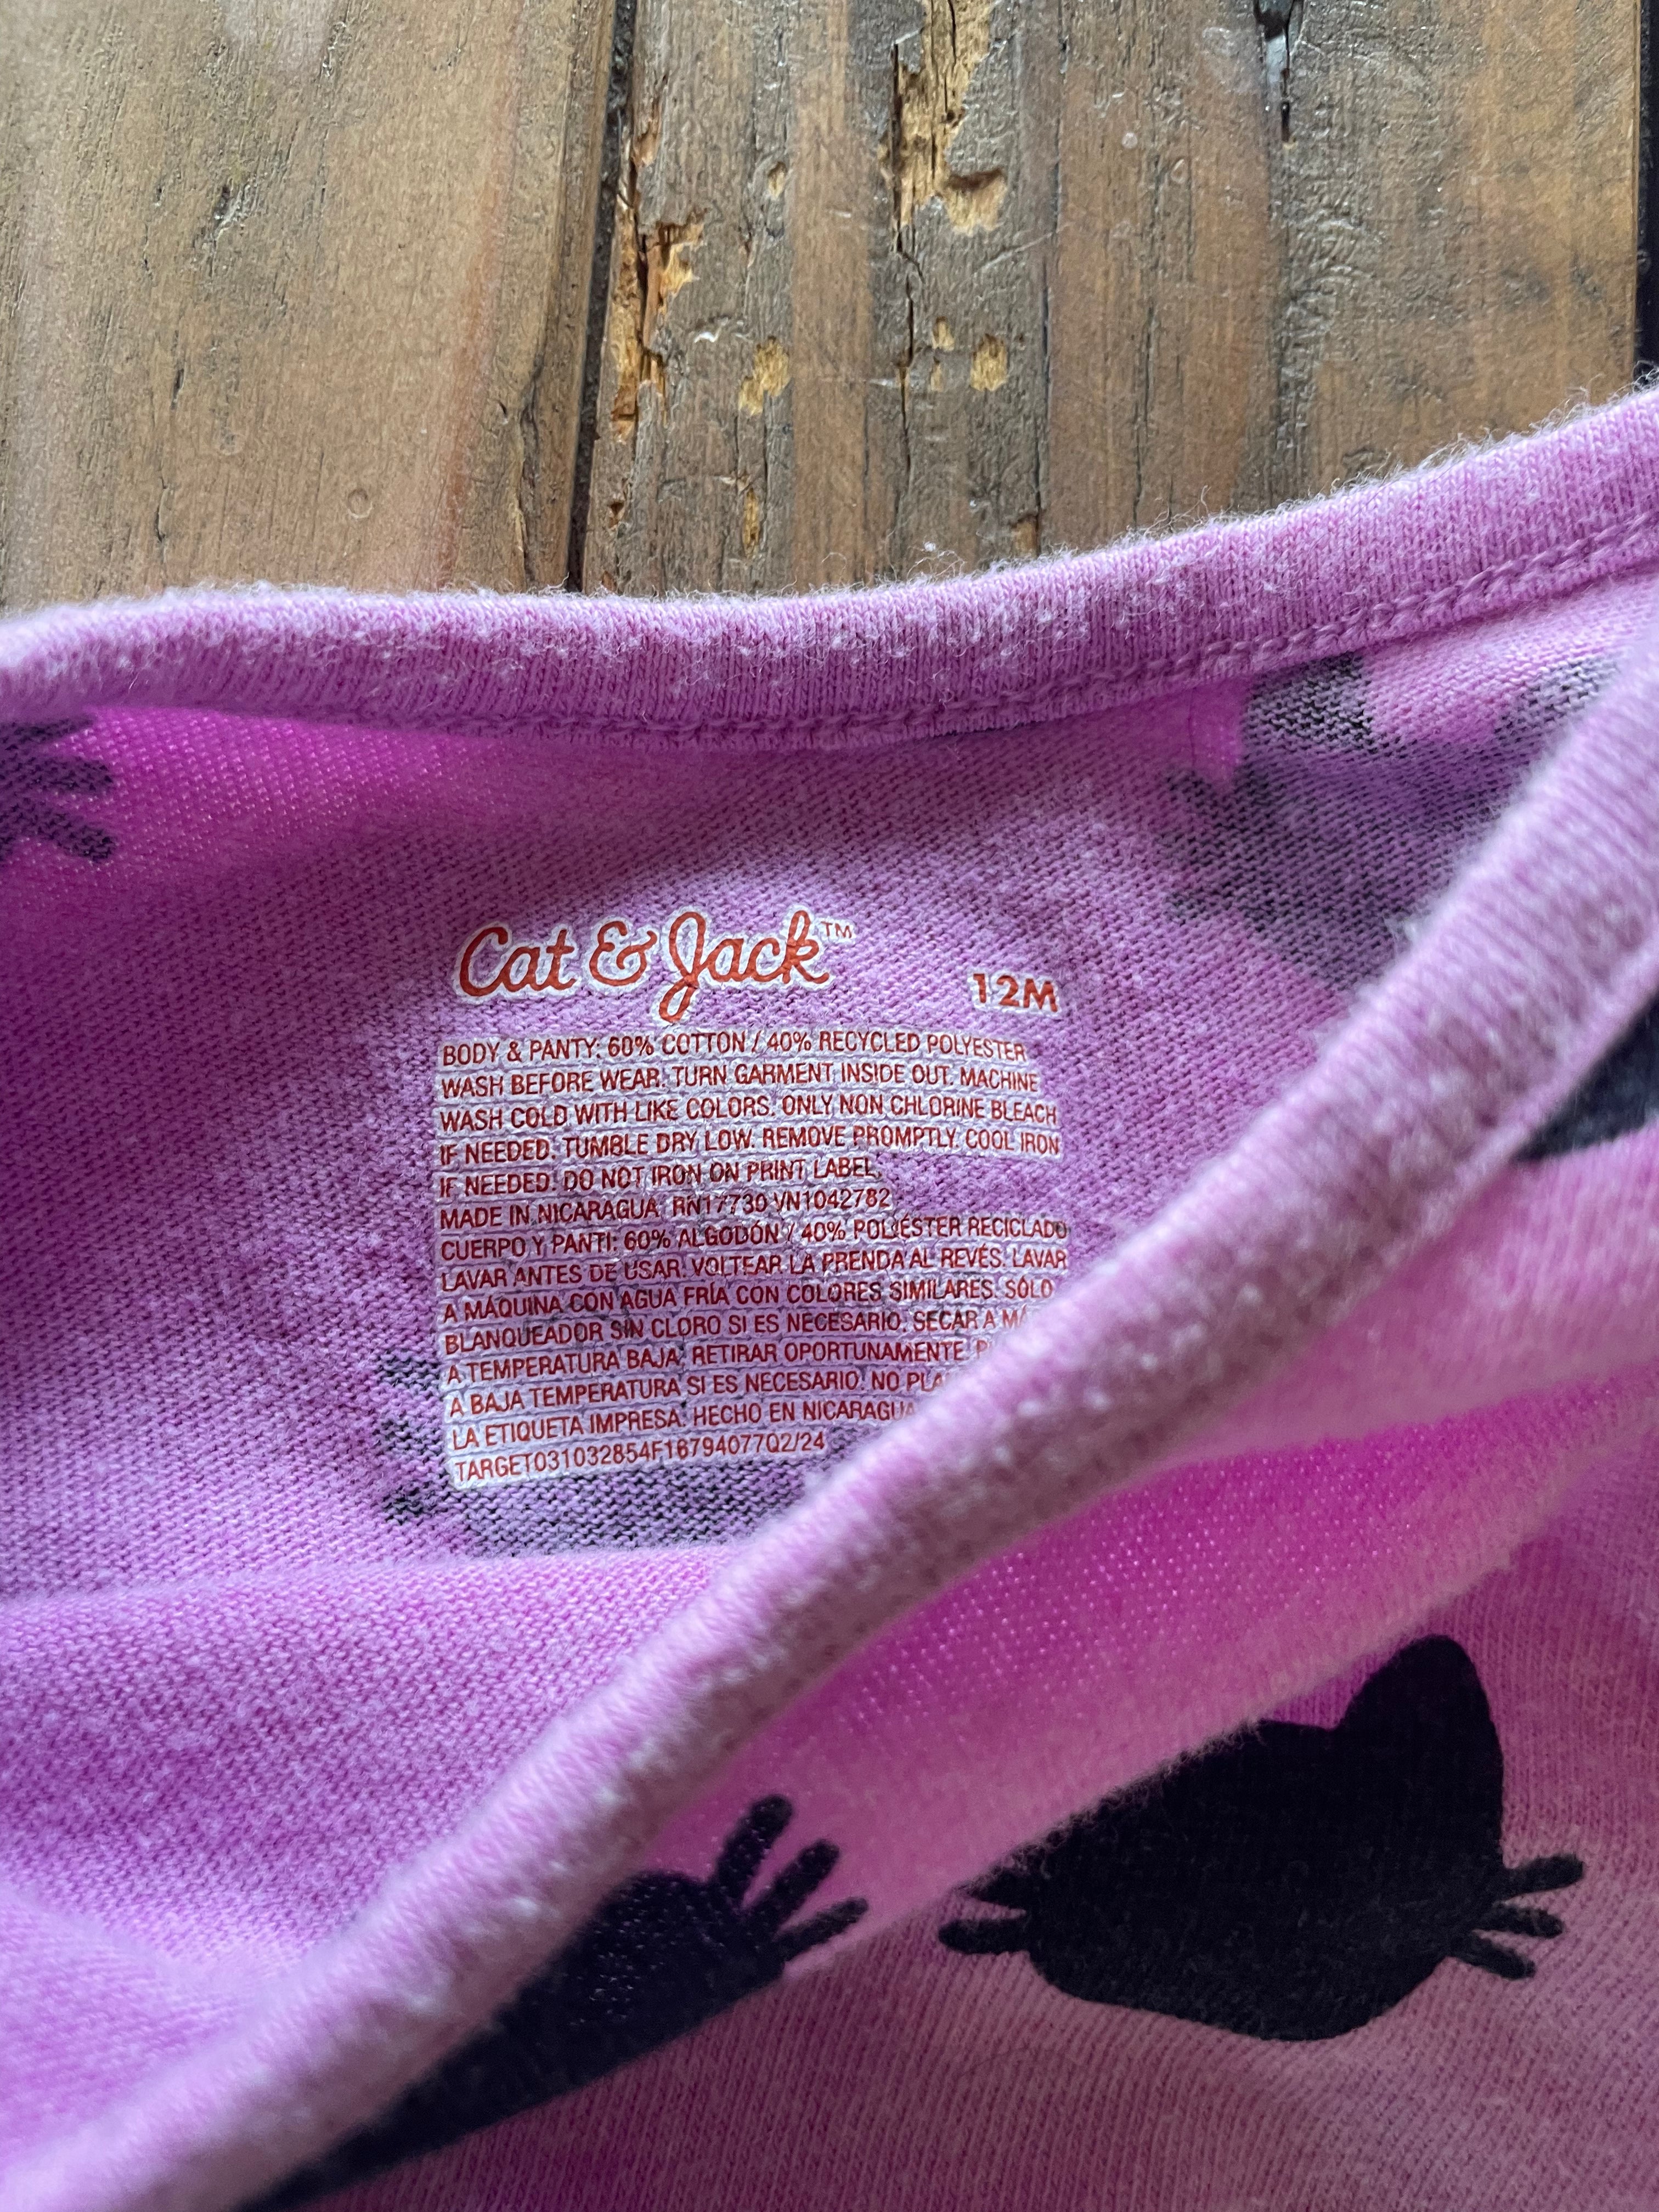 Cat & Jack™
12M
BODY & PANTY: 60% COTTON / 40% RECYCLED POLYESTER
WASH BEFORE WEAR. TURN GARMENT INSIDE OUT. MACHINE
WASH COLD WITH LIKE COLORS. ONLY NON CHLORINE BLEACH
IF NEEDED. TUMBLE DRY LOW. REMOVE PROMPTLY. COOL IRON
IF NEEDED. DO NOT IRON ON PRINT LABEL.
MADE IN NICARAGUA RN17730 VN1042782
CUERPO Y PANTI: 60% ALGODÓN / 40% POLIÉSTER RECICLADO
LAVAR ANTES DE USAR. VOLTEAR LA PRENDA AL REVÉS. LAVAR
A MÁQUINA CON AGUA FRÍA CON COLORES SIMILARES. SÓLO
BLANQUEADOR SIN CLORO SI ES NECESARIO. SECAR A
A TEMPERATURA BAJA. RETIRAR OPORTUNAMENTE.
A BAJA TEMPERATURA SI ES NECESARIO. NO
LA ETIQUETA IMPRESA. HECHO EN NICARAGUA
TARGET031032854F16794077Q2/24